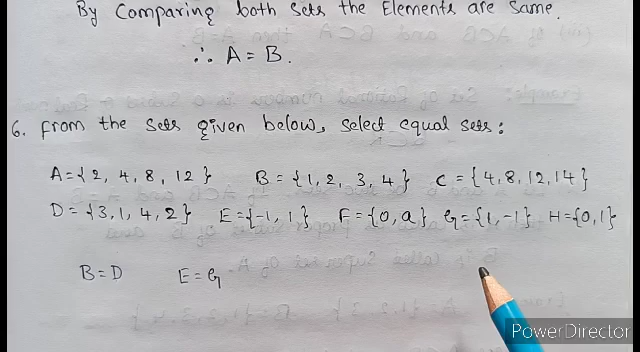 By Comparing both Sets the Elements are Same.
∴ A = B.
6. From the Sets given below, select equal sets :
A = {2, 4, 8, 12} B = {1, 2, 3, 4} C = {4, 8, 12, 14}
D = {3, 1, 4, 2} E = {-1, 1} F = {0, a} G = {1, -1} H = {0, 1}
B = D E = G
PowerDirector